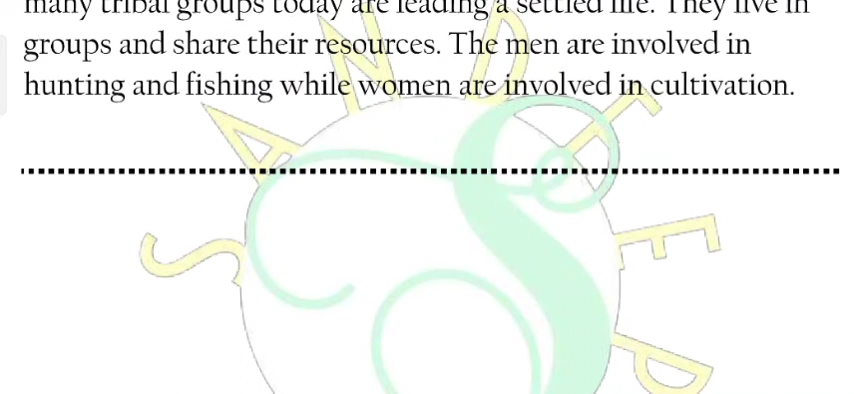 many tribal groups today are leading a settled life. They live in
groups and share their resources. The men are involved in
hunting and fishing while women are involved in cultivation.
SANDEEP